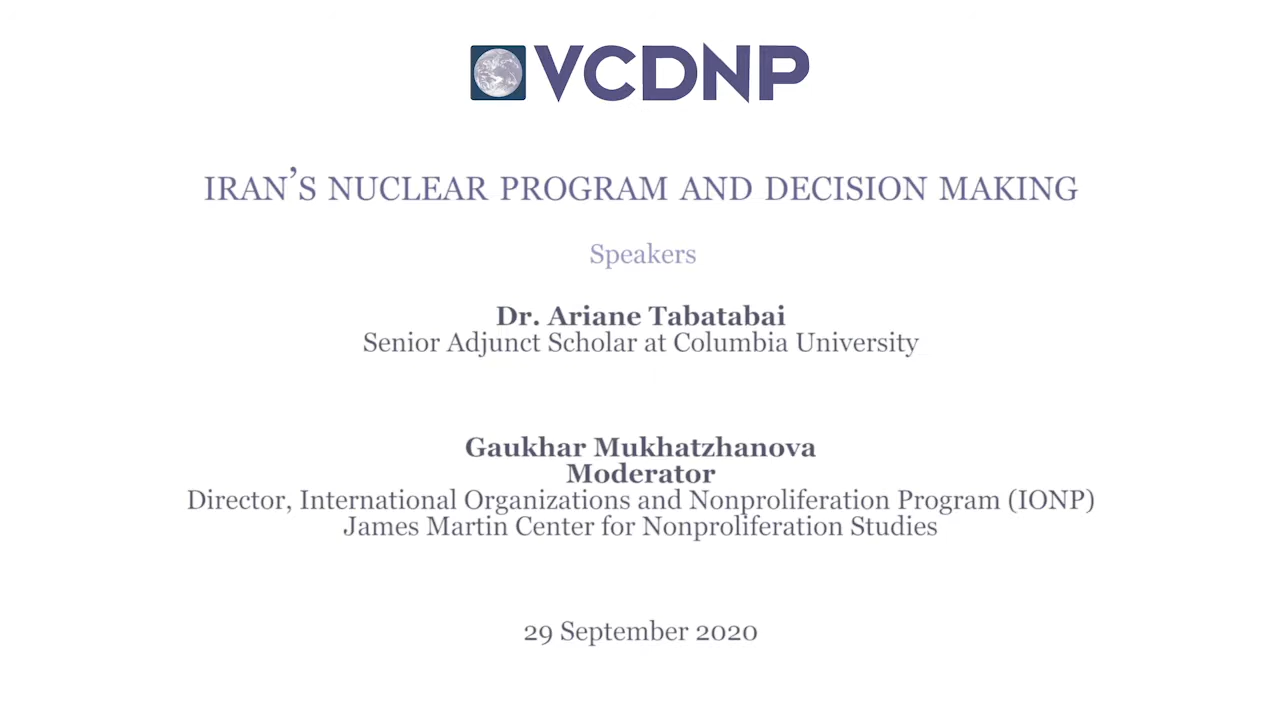 VCDNP
IRAN'S NUCLEAR PROGRAM AND DECISION MAKING
Speakers
Dr. Ariane Tabatabai
Senior Adjunct Scholar at Columbia University
Gaukhar Mukhatzhanova
Moderator
Director, International Organizations and Nonproliferation Program (IONP)
James Martin Center for Nonproliferation Studies
29 September 2020